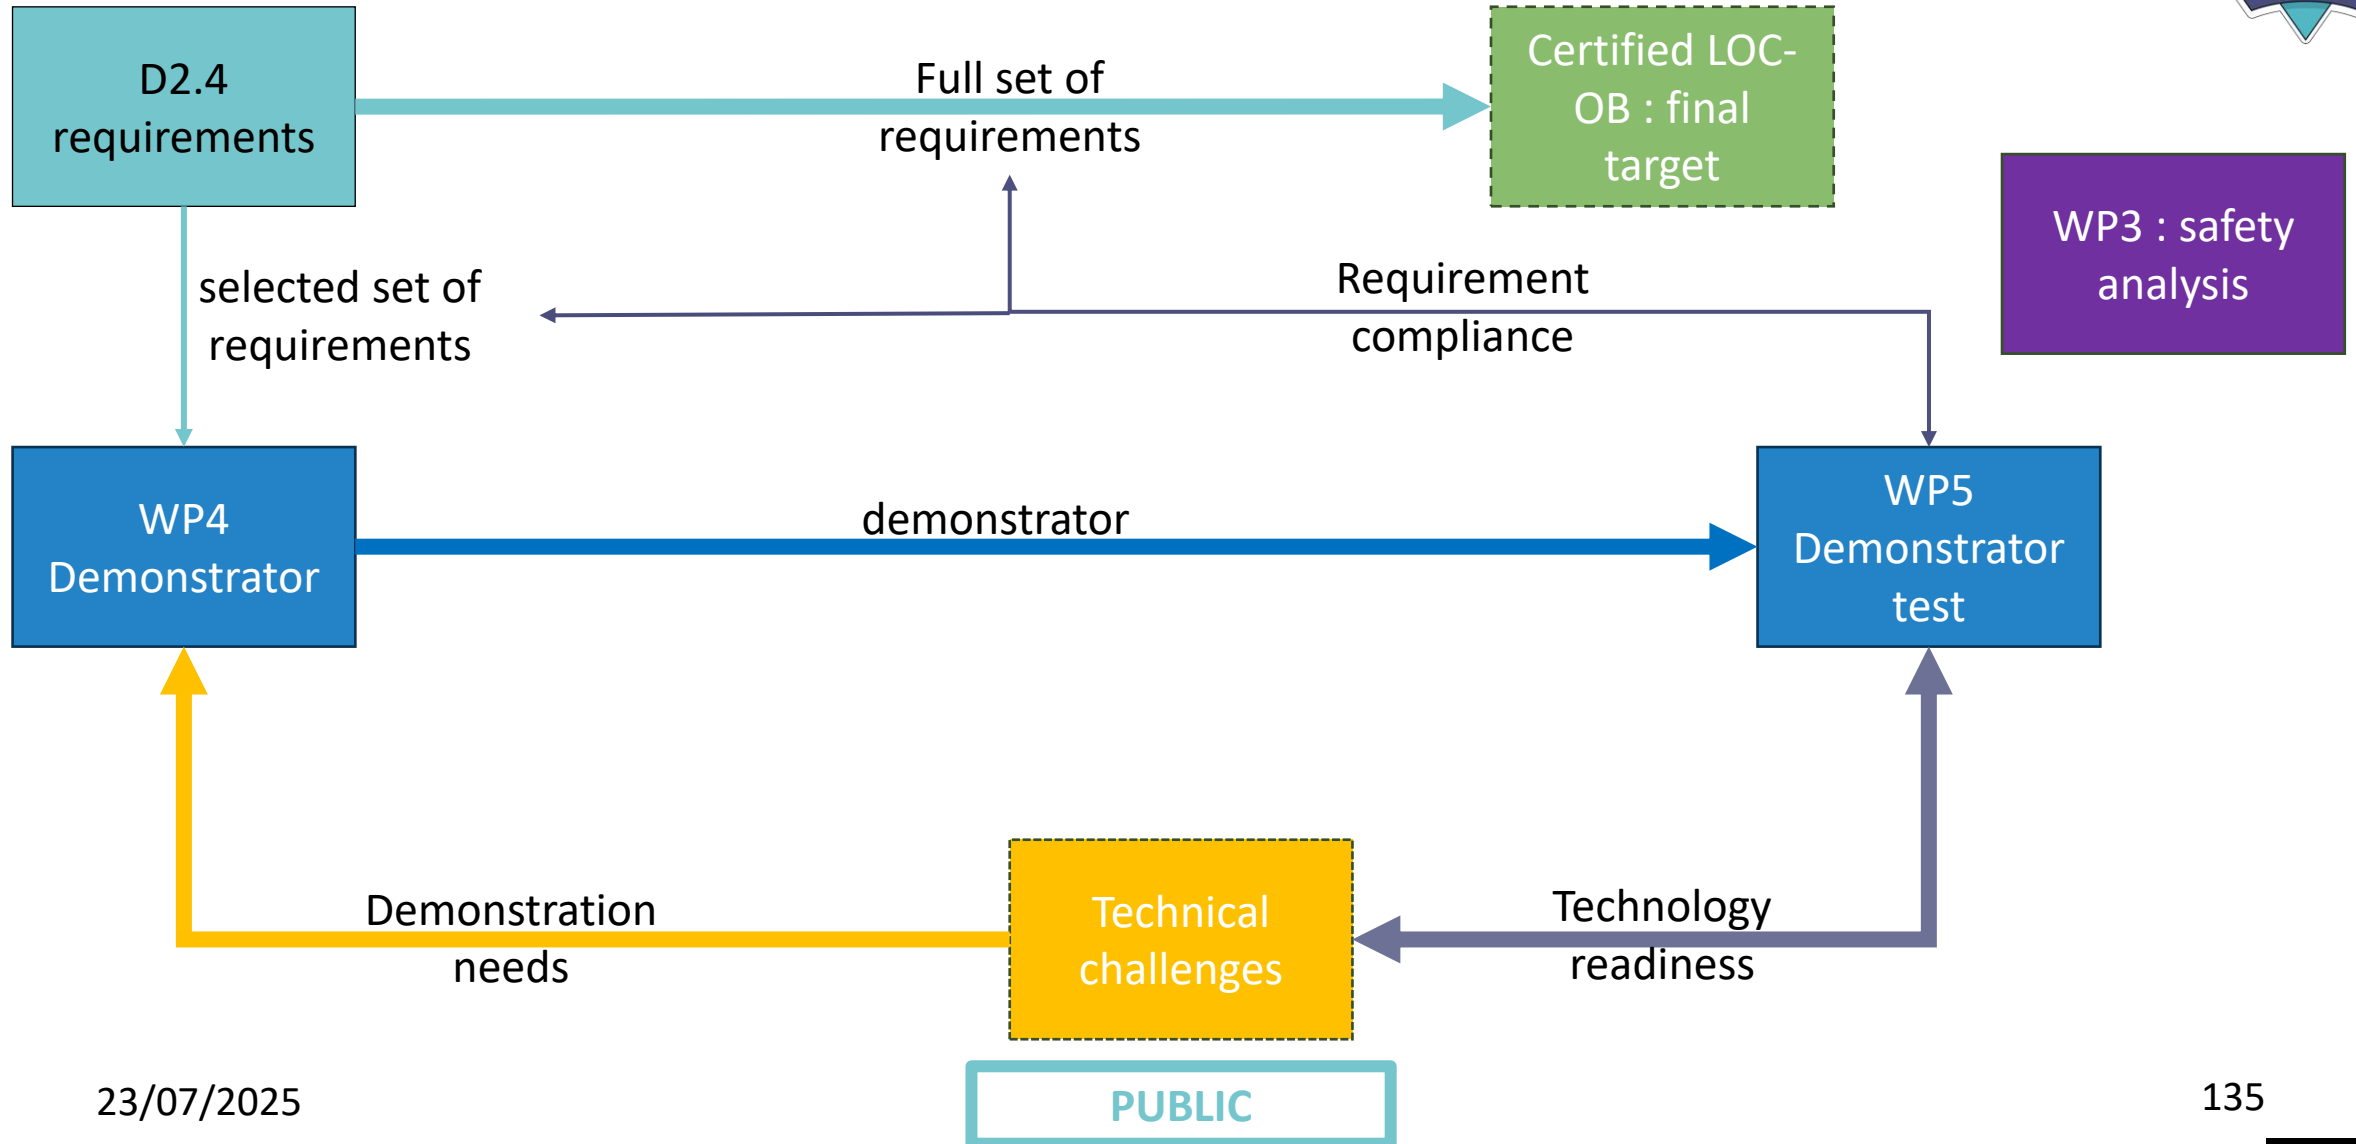 D2.4
requirements
Full set of
requirements
Certified LOC-
OB : final
target
WP3 : safety
analysis
selected set of
requirements
Requirement
compliance
WP4
Demonstrator
demonstrator
WP5
Demonstrator
test
Demonstration
needs
Technical
challenges
Technology
readiness
23/07/2025
PUBLIC
135